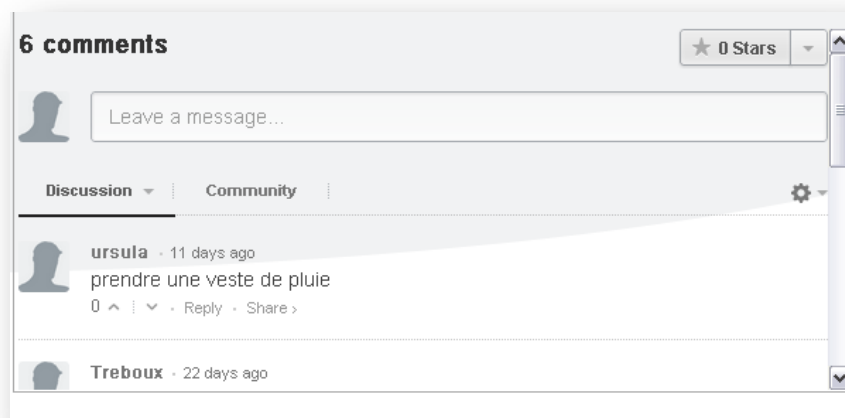 6 comments
0 Stars
Leave a message...
Discussion
Community
ursula · 11 days ago
prendre une veste de pluie
0 · Reply · Share ›
Treboux · 22 days ago